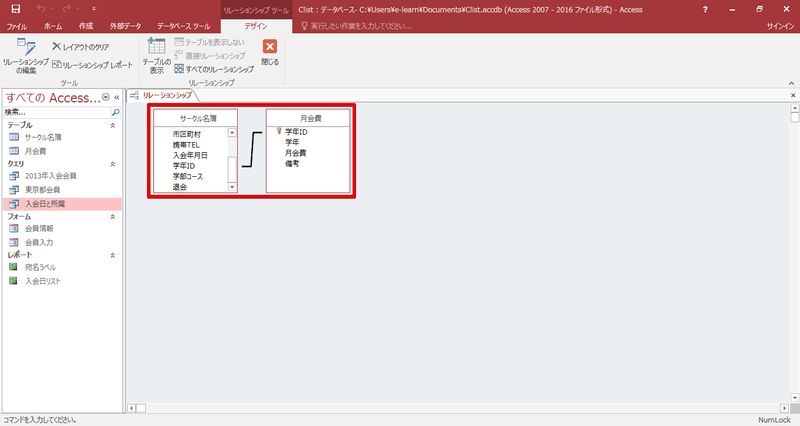 リレーションシップ ツール
Clist : データベース- C:¥Users¥e-learn¥Documents¥Clist.accdb (Access 2007 - 2016 ファイル形式) - Access
?
ファイル ホーム 作成 外部データ データベース ツール デザイン 実行したい作業を入力してください... サインイン
リレーションシップの編集
レイアウトのクリア
リレーションシップ レポート
ツール
テーブルの表示
テーブルを表示しない
直接リレーションシップ
すべてのリレーションシップ
リレーションシップ
閉じる
すべての Access...
検索...
テーブル
サークル名簿
月会費
クエリ
2013年入会会員
東京都会員
入会日と所属
フォーム
会員情報
会員入力
レポート
宛名ラベル
入会日リスト
リレーションシップ
サークル名簿
市区町村
携帯TEL
入会年月日
学年ID
学部コース
退会
月会費
学年ID
学年
月会費
備考
コマンドを入力してください。
NumLock